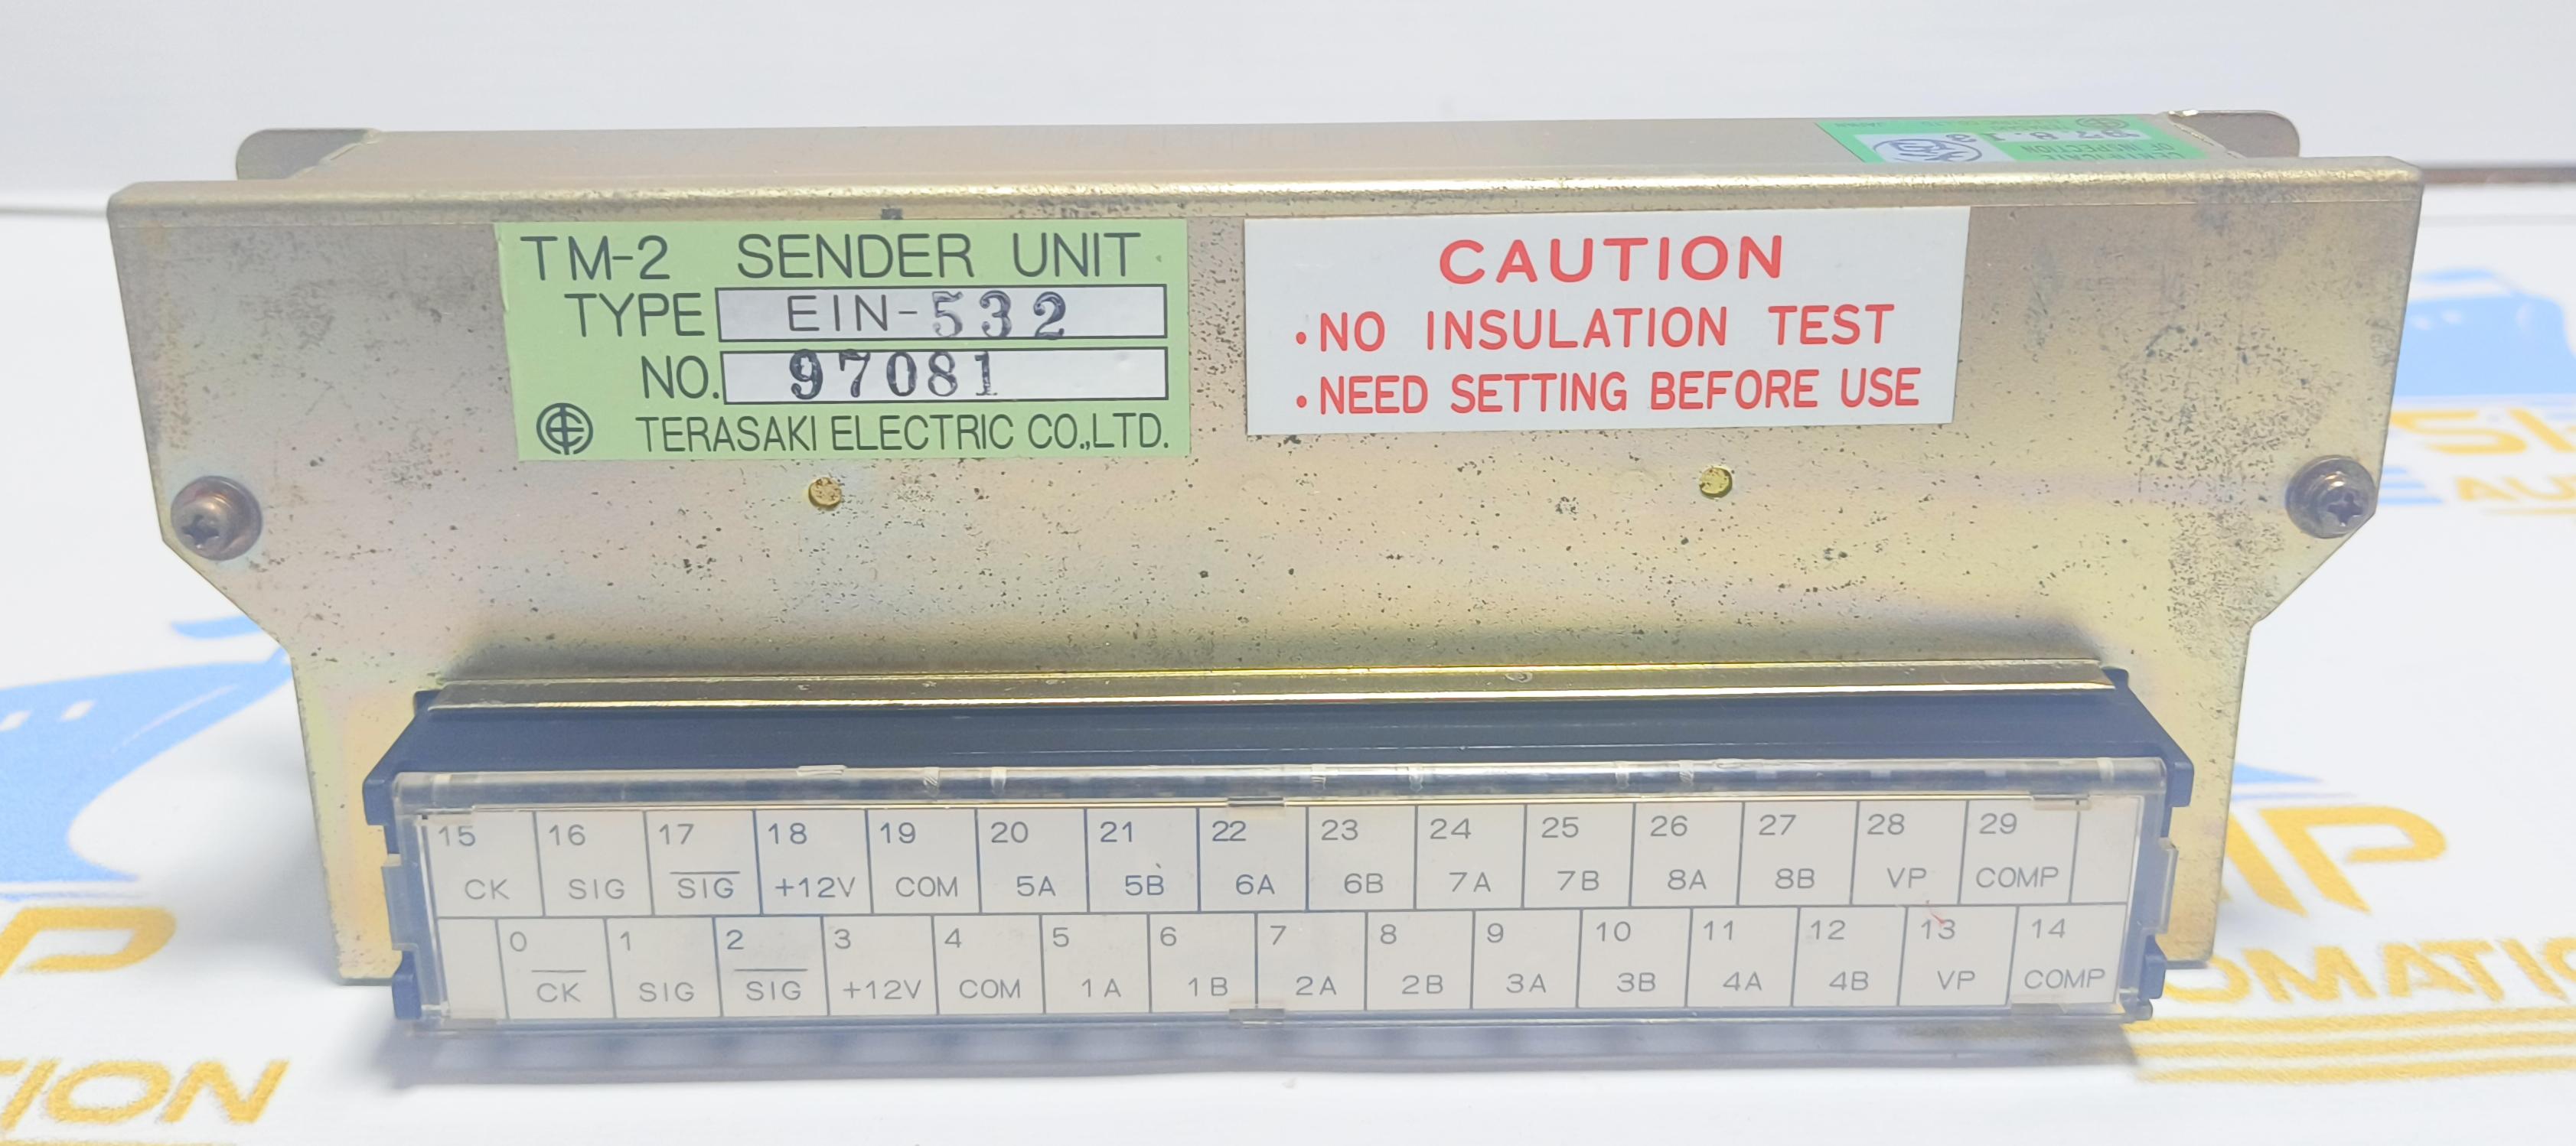 TM-2 SENDER UNIT
TYPE EIN-532
NO. 97081
TERASAKI ELECTRIC CO.,LTD.
CAUTION
•NO INSULATION TEST
•NEED SETTING BEFORE USE
CERTIFICATE
OF INSPECTION
15 16 17 18 19 20 21 22 23 24 25 26 27 28 29
CK SIG S̅I̅G̅ +12V COM 5A 5B 6A 6B 7A 7B 8A 8B VP COMP
0 1 2 3 4 5 6 7 8 9 10 11 12 13 14
C̅K̅ SIG S̅I̅G̅ +12V COM 1A 1B 2A 2B 3A 3B 4A 4B VP COMP